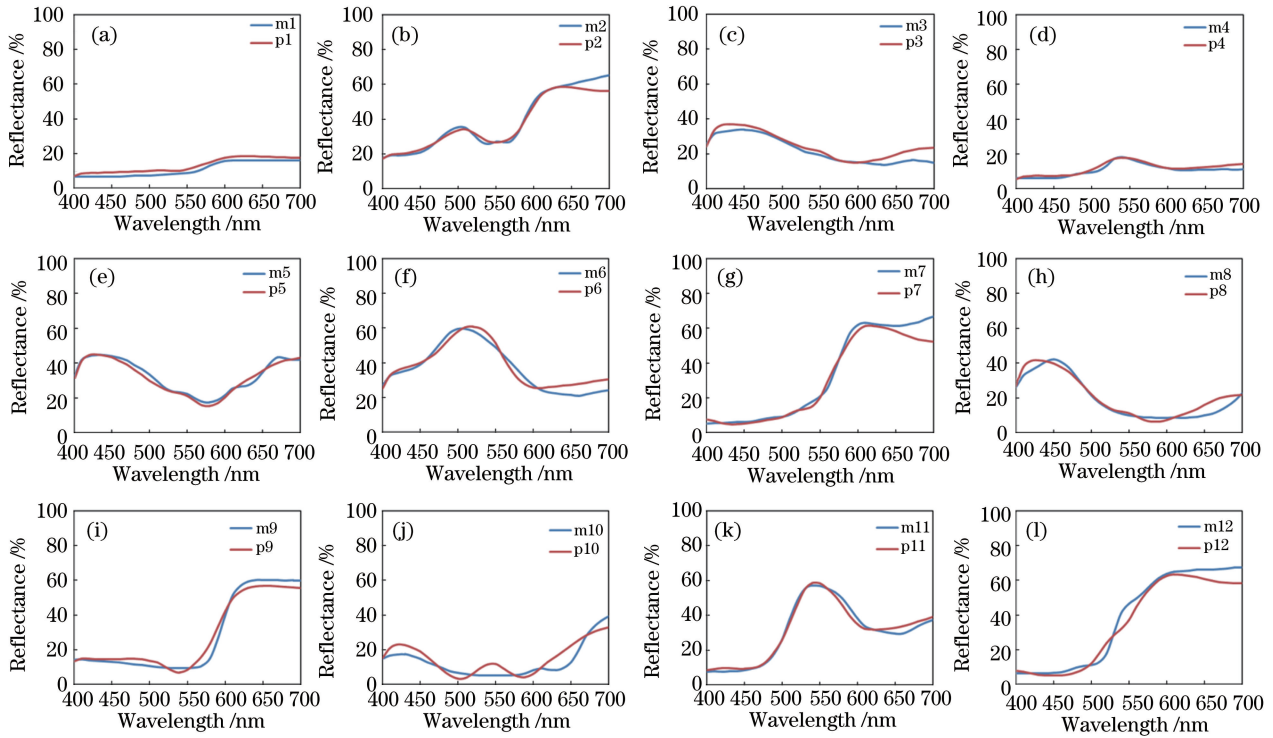 (a)
m1
p1
Reflectance /%
100
80
60
40
20
0
400 450 500 550 600 650 700
Wavelength /nm
(b)
m2
p2
Reflectance /%
100
80
60
40
20
0
400 450 500 550 600 650 700
Wavelength /nm
(c)
m3
p3
Reflectance /%
100
80
60
40
20
0
400 450 500 550 600 650 700
Wavelength /nm
(d)
m4
p4
Reflectance /%
100
80
60
40
20
0
400 450 500 550 600 650 700
Wavelength /nm
(e)
m5
p5
Reflectance /%
100
80
60
40
20
0
400 450 500 550 600 650 700
Wavelength /nm
(f)
m6
p6
Reflectance /%
100
80
60
40
20
0
400 450 500 550 600 650 700
Wavelength /nm
(g)
m7
p7
Reflectance /%
100
80
60
40
20
0
400 450 500 550 600 650 700
Wavelength /nm
(h)
m8
p8
Reflectance /%
100
80
60
40
20
0
400 450 500 550 600 650 700
Wavelength /nm
(i)
m9
p9
Reflectance /%
100
80
60
40
20
0
400 450 500 550 600 650 700
Wavelength /nm
(j)
m10
p10
Reflectance /%
100
80
60
40
20
0
400 450 500 550 600 650 700
Wavelength /nm
(k)
m11
p11
Reflectance /%
100
80
60
40
20
0
400 450 500 550 600 650 700
Wavelength /nm
(l)
m12
p12
Reflectance /%
100
80
60
40
20
0
400 450 500 550 600 650 700
Wavelength /nm